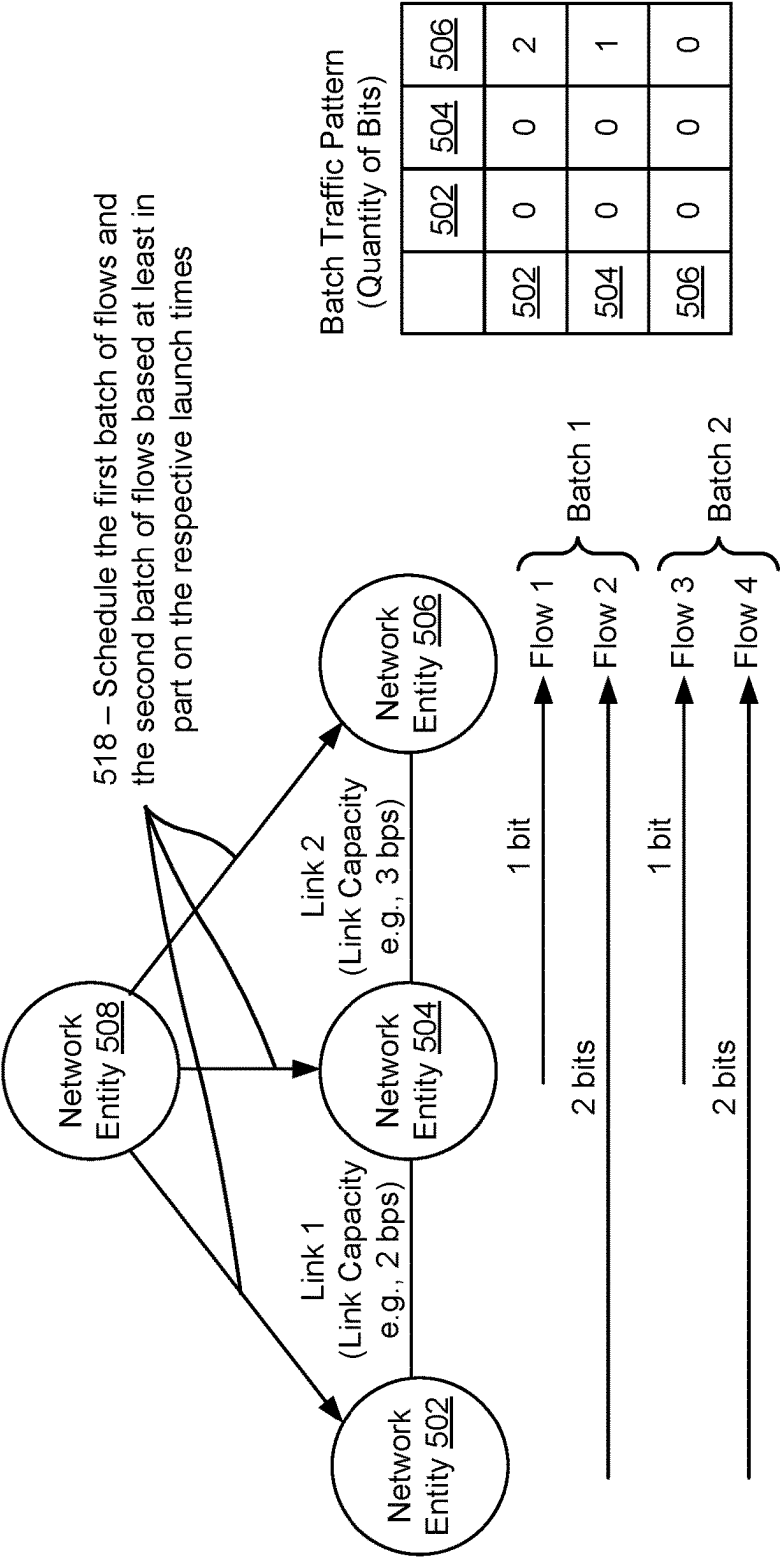 518 – Schedule the first batch of flows and
the second batch of flows based at least in
part on the respective launch times
Network
Entity 508
Network
Entity 502
Link 1
(Link Capacity
e.g., 2 bps)
Network
Entity 504
Link 2
(Link Capacity
e.g., 3 bps)
Network
Entity 506
1 bit
Flow 1
2 bits
Flow 2
Batch 1
1 bit
Flow 3
2 bits
Flow 4
Batch 2
Batch Traffic Pattern
(Quantity of Bits)
502 504 506
502 0 0 2
504 0 0 1
506 0 0 0